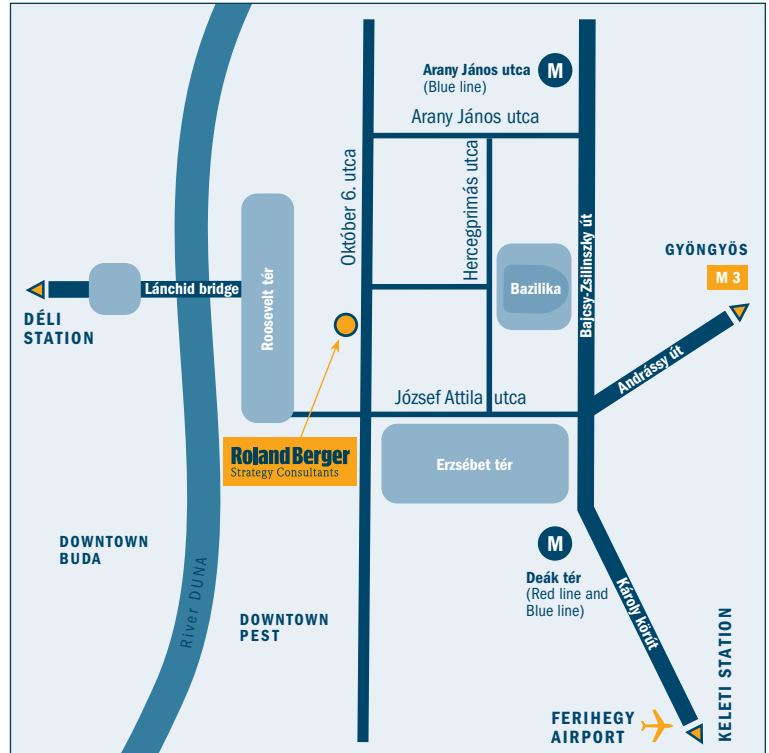 Arany János utca
(Blue line)
M
Arany János utca
Október 6. utca
Hercegprimás utca
Bajcsy-Zsilinszky út
GYÖNGYÖS
M 3
Bazilika
Roosevelt tér
Lánchid bridge
DÉLI
STATION
Andrássy út
József Attila utca
Roland Berger
Strategy Consultants
Erzsébet tér
M
Deák tér
(Red line and
Blue line)
DOWNTOWN
BUDA
River DUNA
DOWNTOWN
PEST
Károly körút
KELETI STATION
FERIHEGY
AIRPORT